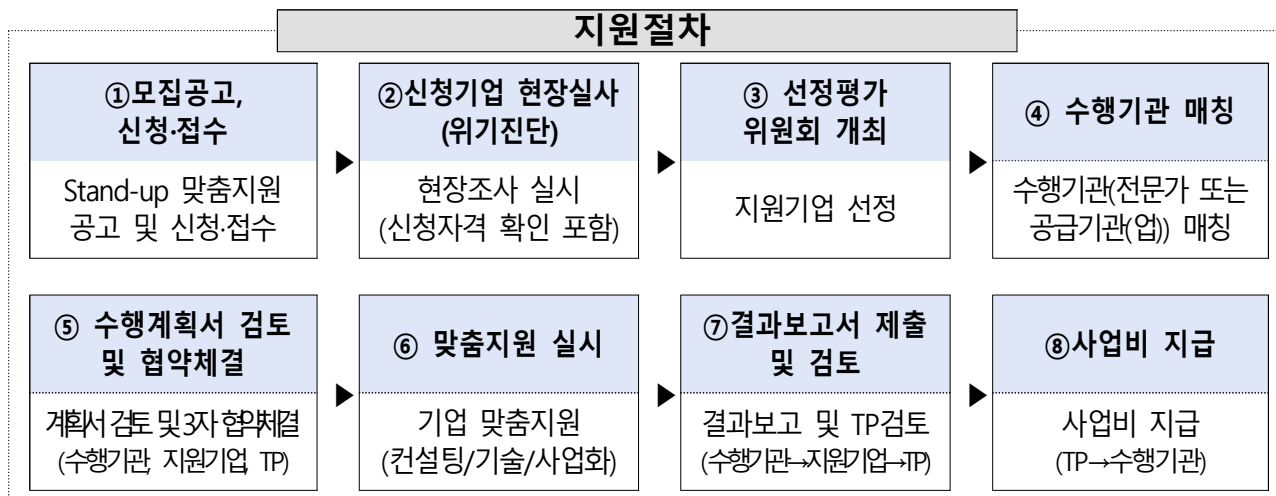 지원절차
①모집공고,
신청·접수
Stand-up 맞춤지원
공고 및 신청·접수
▶
②신청기업 현장실사
(위기진단)
현장조사 실시
(신청자격 확인 포함)
▶
③ 선정평가
위원회 개최
지원기업 선정
▶
④ 수행기관 매칭
수행기관(전문가 또는
공급기관(업)) 매칭
⑤ 수행계획서 검토
및 협약체결
계획서 검토 및 3자 협약체결
(수행기관, 지원기업, TP)
▶
⑥ 맞춤지원 실시
기업 맞춤지원
(컨설팅/기술/사업화)
▶
⑦결과보고서 제출
및 검토
결과보고 및 TP검토
(수행기관→지원기업→TP)
▶
⑧사업비 지급
사업비 지급
(TP→수행기관)